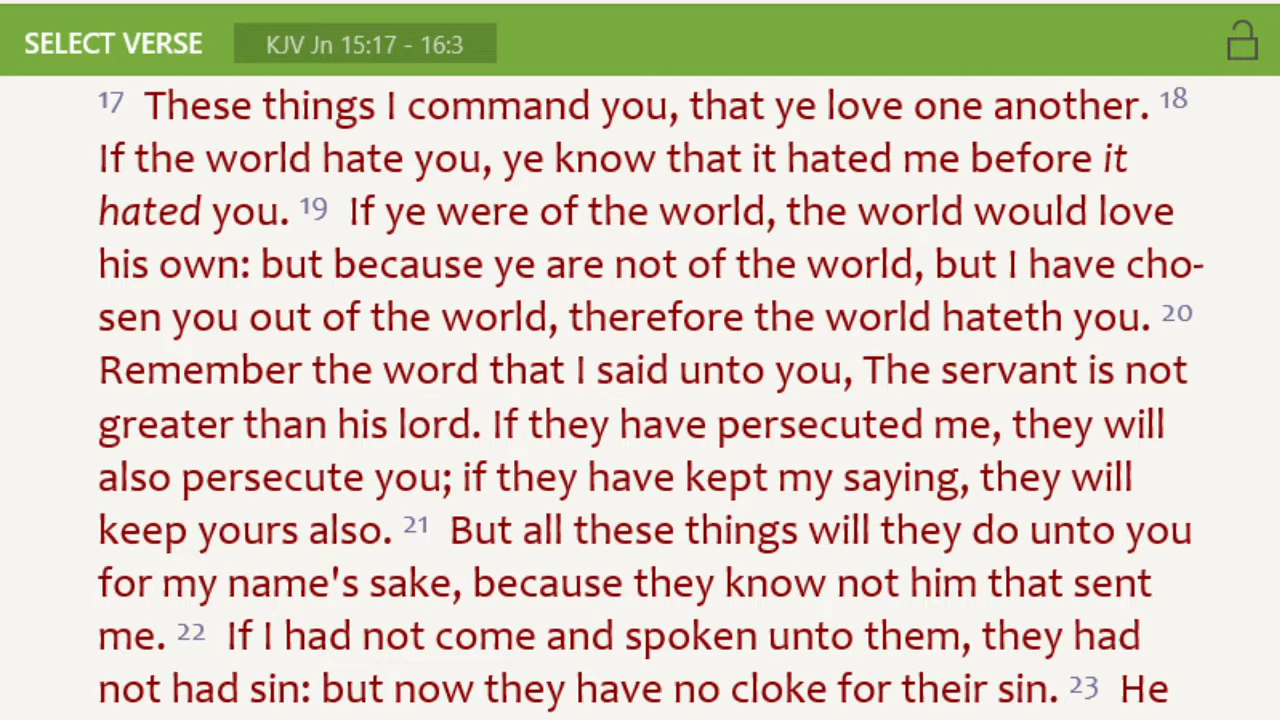 SELECT VERSE KJV Jn 15:17 - 16:3
17 These things I command you, that ye love one another. 18
If the world hate you, ye know that it hated me before it
hated you. 19 If ye were of the world, the world would love
his own: but because ye are not of the world, but I have cho-
sen you out of the world, therefore the world hateth you. 20
Remember the word that I said unto you, The servant is not
greater than his lord. If they have persecuted me, they will
also persecute you; if they have kept my saying, they will
keep yours also. 21 But all these things will they do unto you
for my name's sake, because they know not him that sent
me. 22 If I had not come and spoken unto them, they had
not had sin: but now they have no cloke for their sin. 23 He